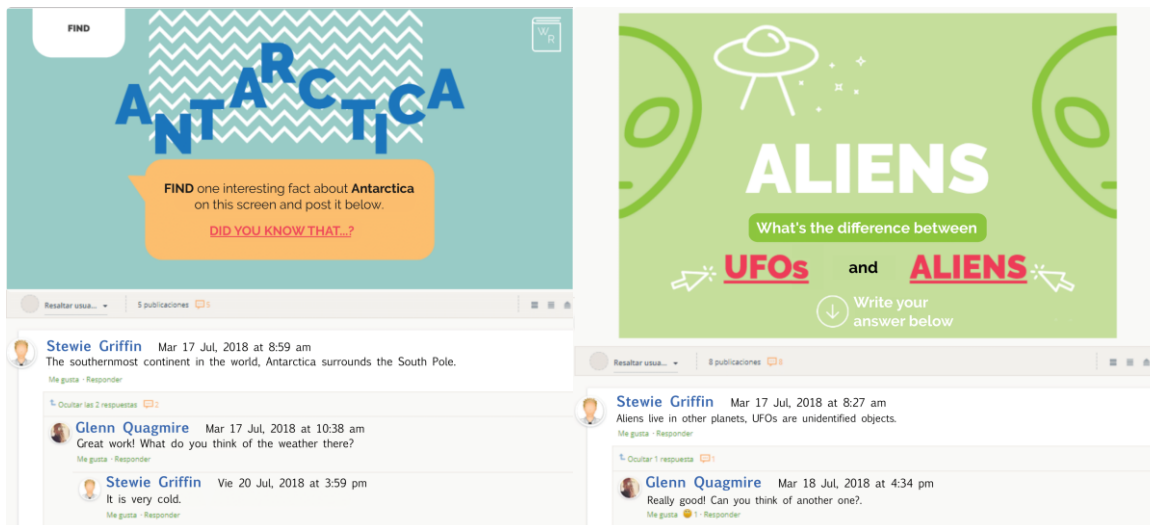 FIND
W
R
ANTARCTICA
FIND one interesting fact about Antarctica
on this screen and post it below.
DID YOU KNOW THAT...?
Resaltar usua...
5 publicaciones 5
Stewie Griffin Mar 17 Jul, 2018 at 8:59 am
The southernmost continent in the world, Antarctica surrounds the South Pole.
Me gusta · Responder
Ocultar las 2 respuestas 2
Glenn Quagmire Mar 17 Jul, 2018 at 10:38 am
Great work! What do you think of the weather there?
Me gusta · Responder
Stewie Griffin Vie 20 Jul, 2018 at 3:59 pm
It is very cold.
Me gusta · Responder
ALIENS
What's the difference between
UFOs and ALIENS
Write your
answer below
Resaltar usua...
8 publicaciones 8
Stewie Griffin Mar 17 Jul, 2018 at 8:27 am
Aliens live in other planets, UFOs are unidentified objects.
Me gusta · Responder
Ocultar 1 respuesta 1
Glenn Quagmire Mar 18 Jul, 2018 at 4:34 pm
Really good! Can you think of another one?.
Me gusta 1 · Responder